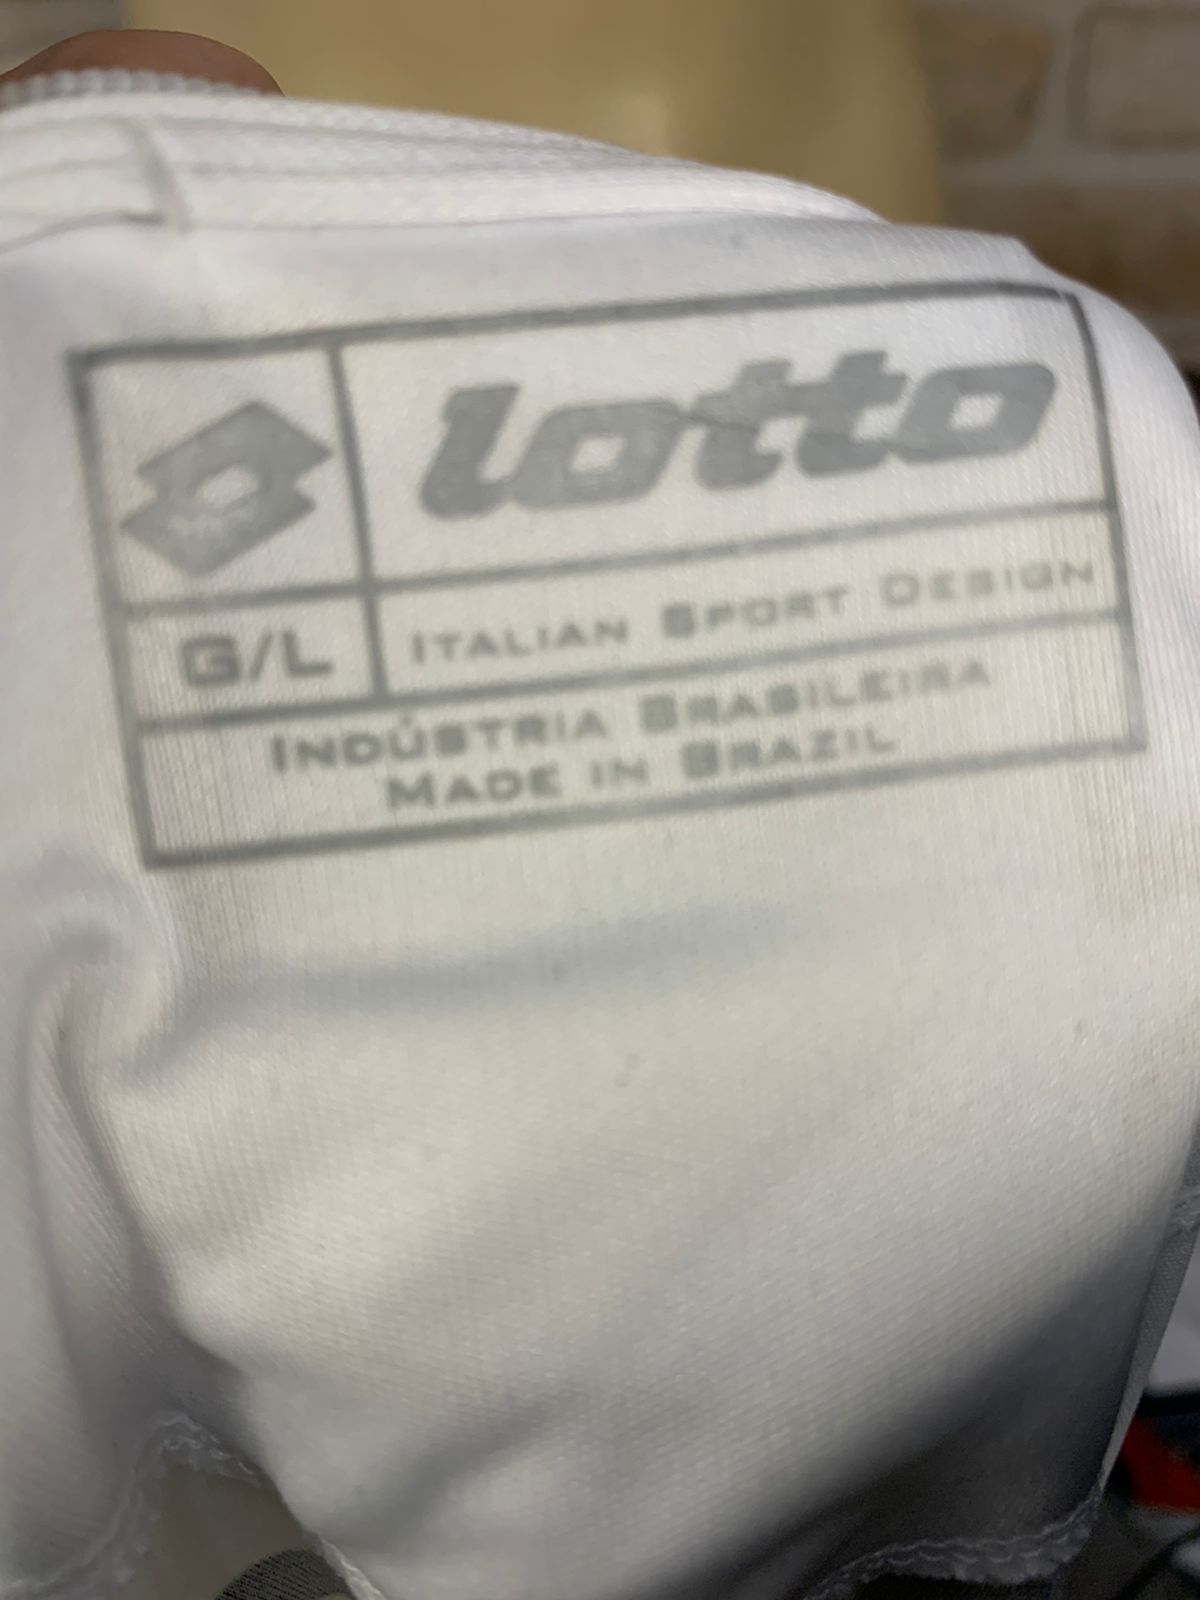 lotto
G/L
ITALIAN SPORT DESIGN
INDÚSTRIA BRASILEIRA
MADE IN BRAZIL